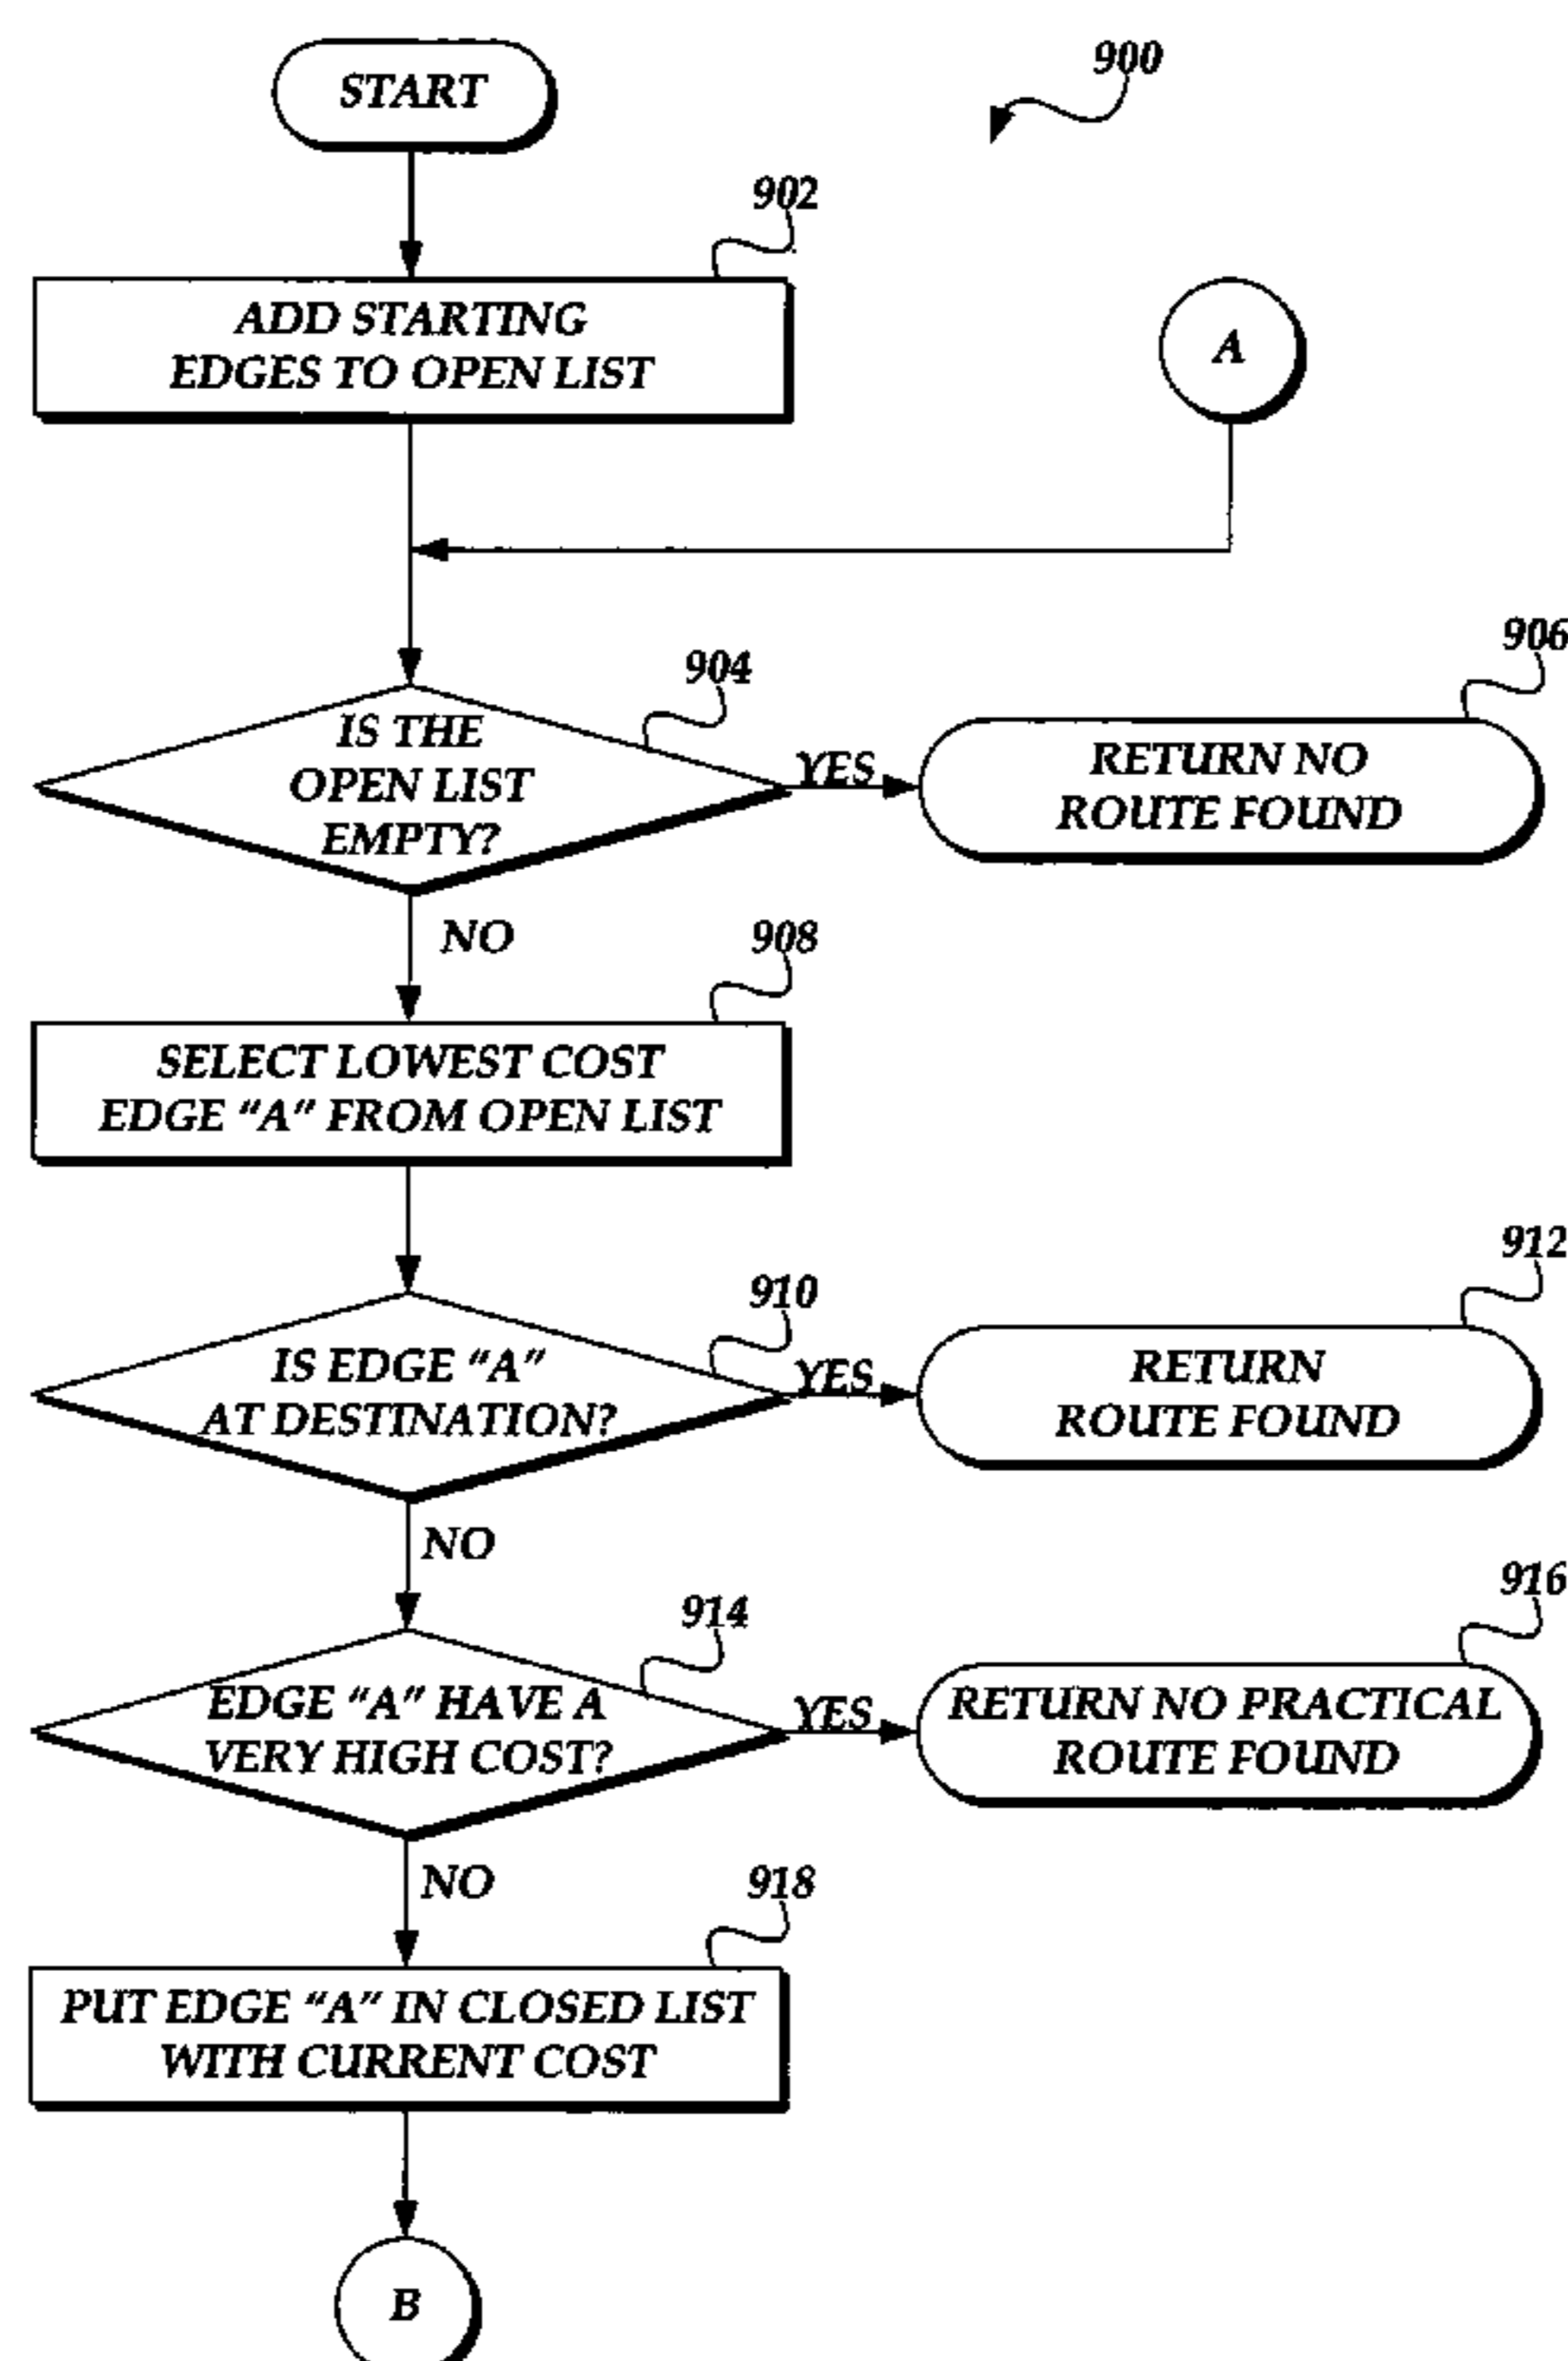 START
900
902
ADD STARTING
EDGES TO OPEN LIST
A
904
906
IS THE
OPEN LIST
EMPTY?
YES
RETURN NO
ROUTE FOUND
NO
908
SELECT LOWEST COST
EDGE "A" FROM OPEN LIST
910
912
IS EDGE "A"
AT DESTINATION?
YES
RETURN
ROUTE FOUND
NO
914
916
EDGE "A" HAVE A
VERY HIGH COST?
YES
RETURN NO PRACTICAL
ROUTE FOUND
NO
918
PUT EDGE "A" IN CLOSED LIST
WITH CURRENT COST
B